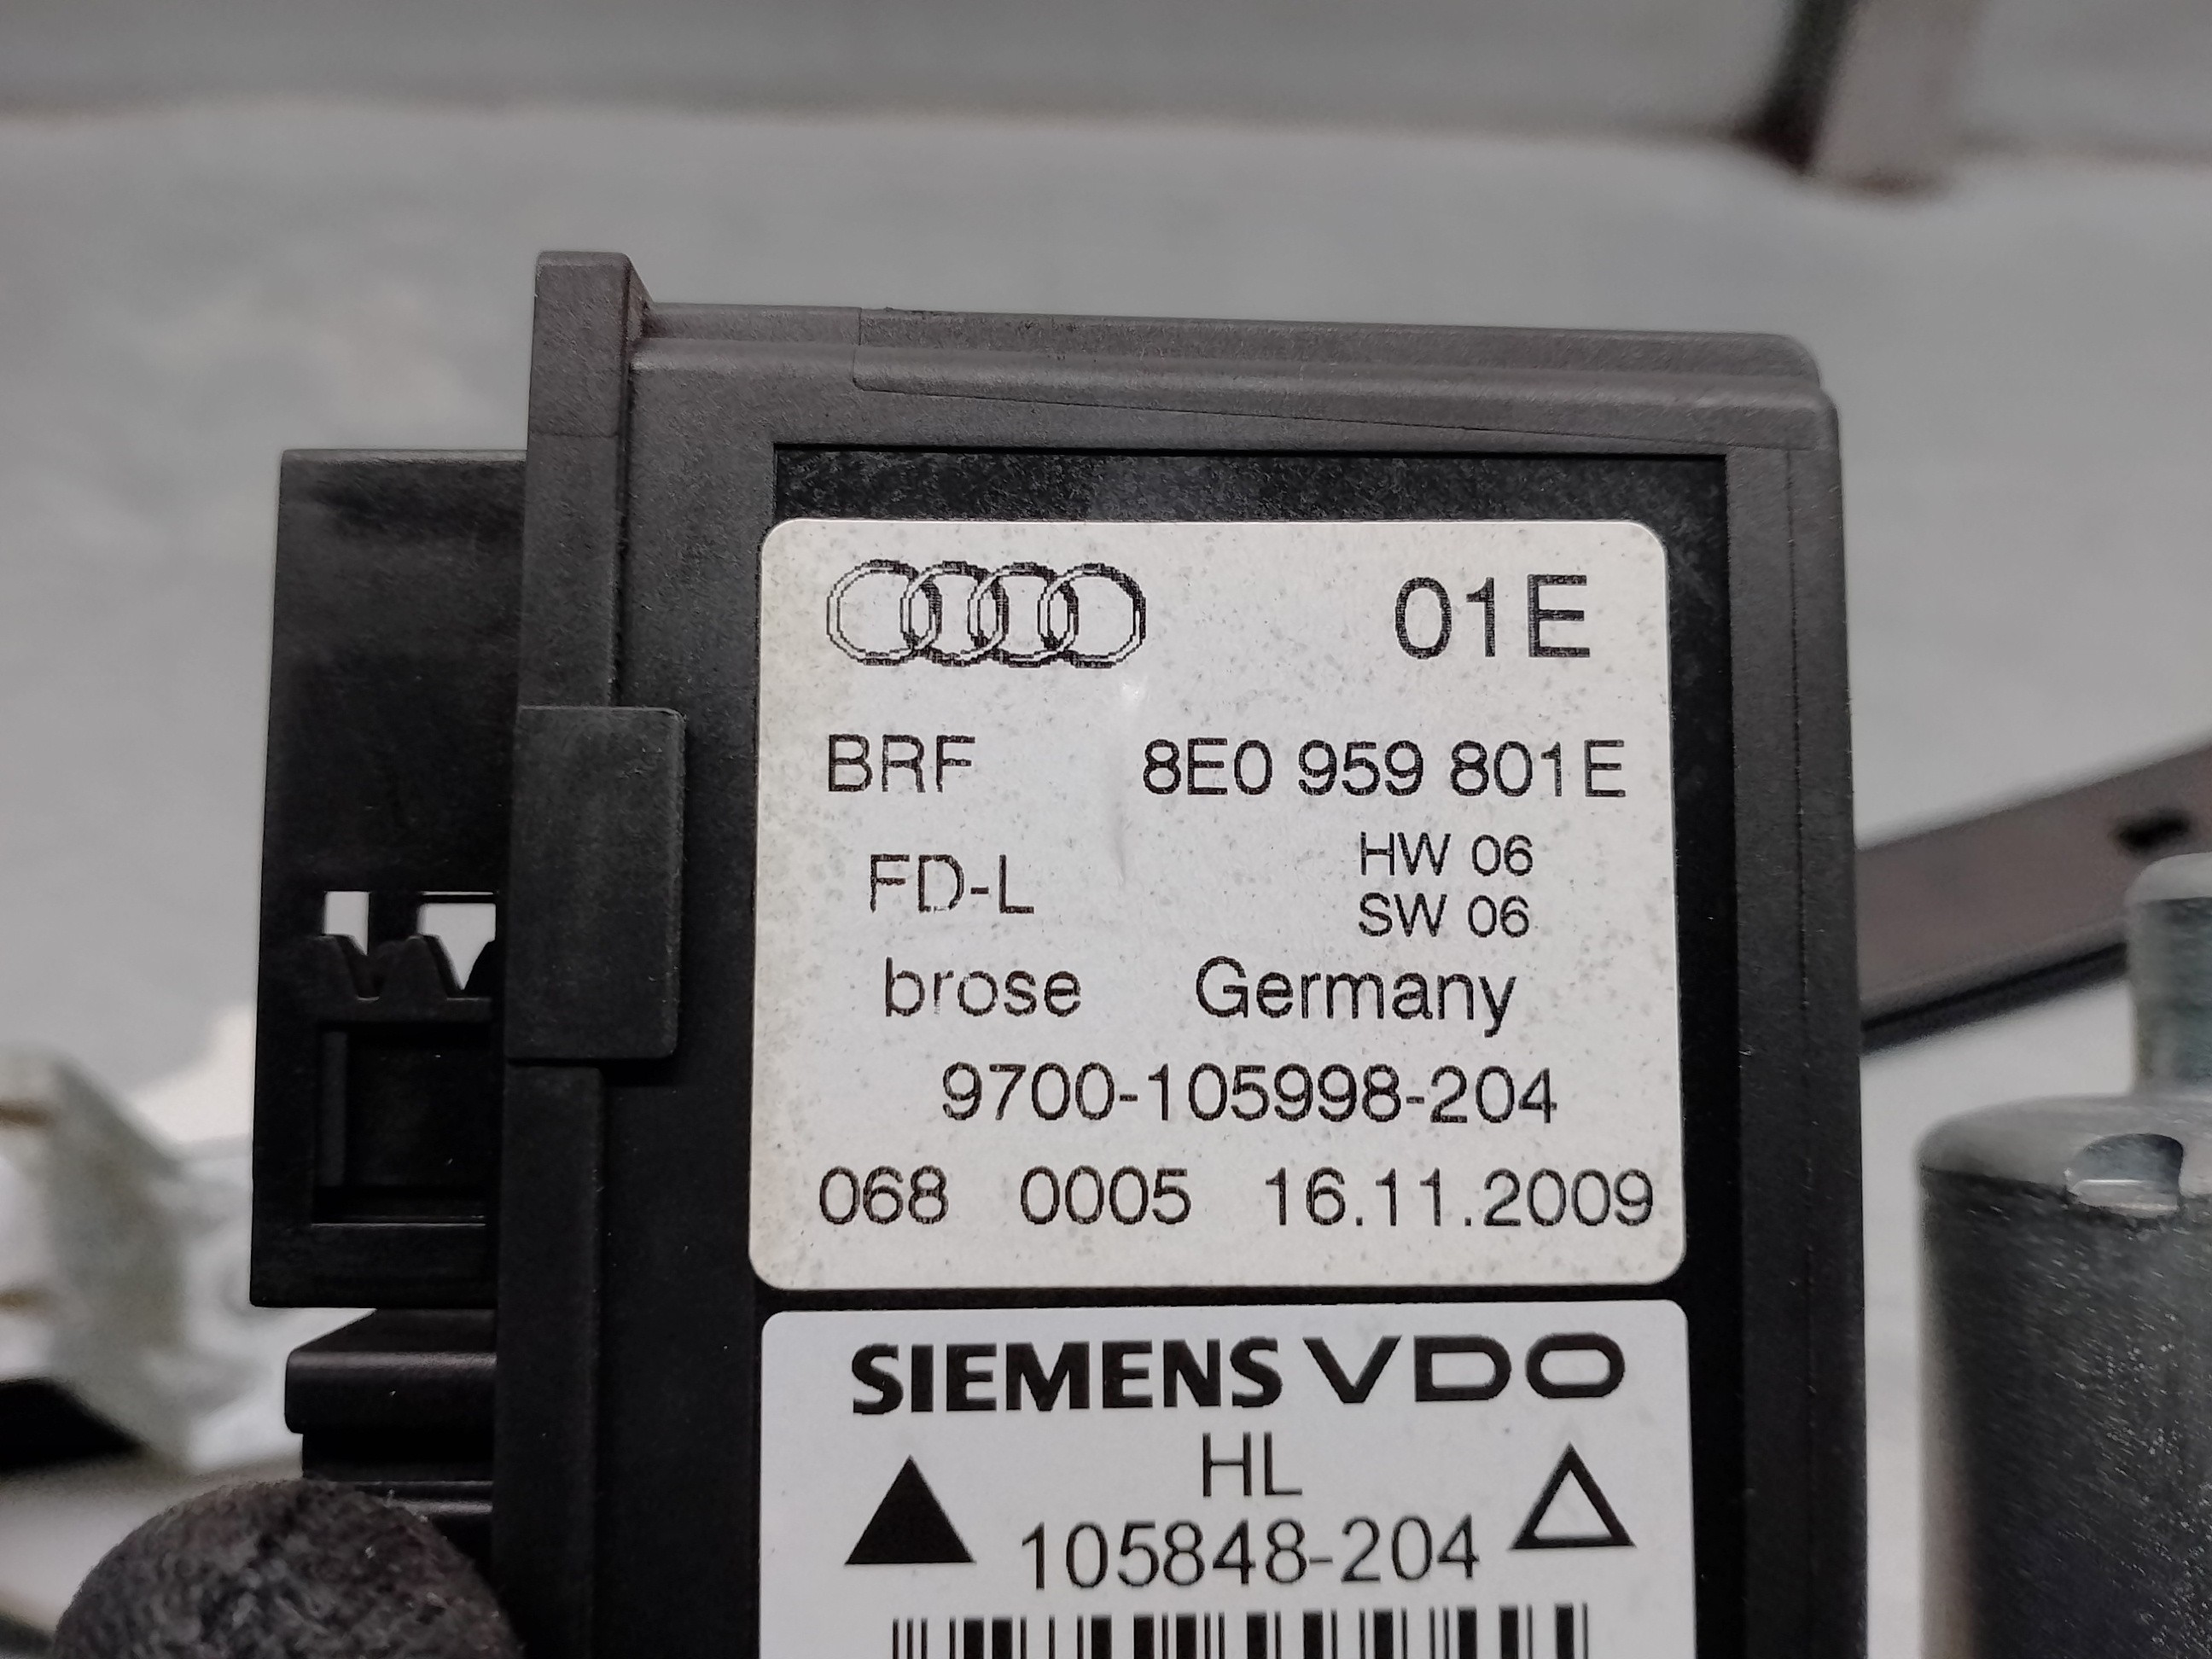 01E
BRF 8E0 959 801E
FD-L HW 06
SW 06
brose Germany
9700-105998-204
068 0005 16.11.2009
SIEMENS VDO
HL
105848-204